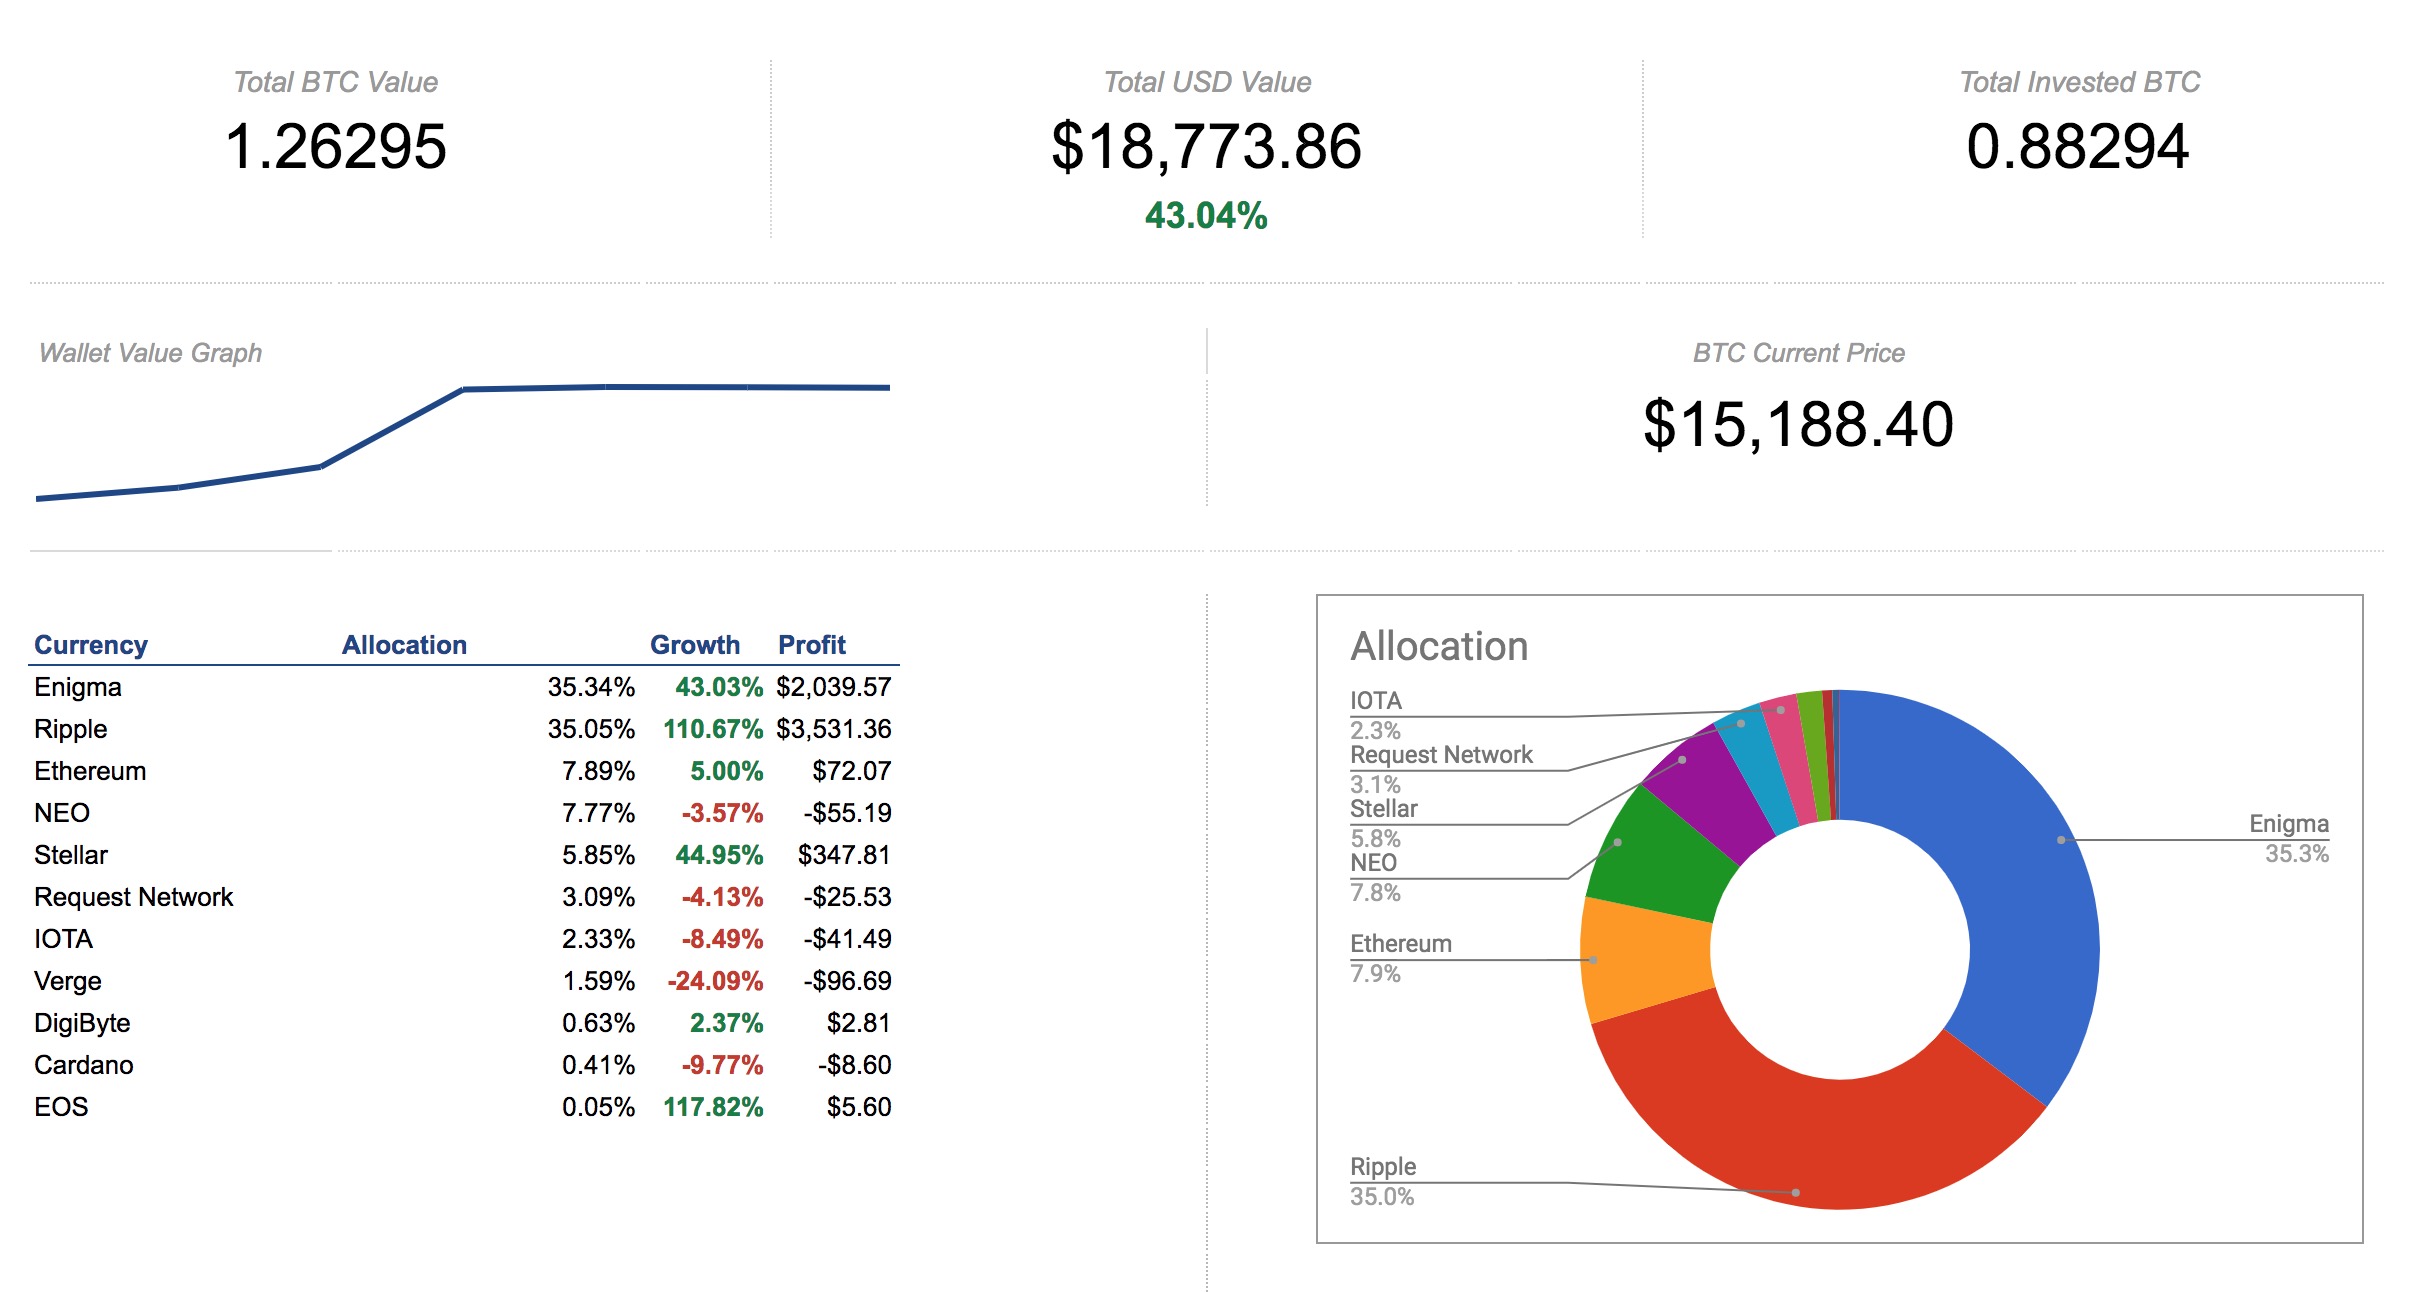 Total BTC Value
1.26295
Total USD Value
$18,773.86
43.04%
Total Invested BTC
0.88294
Wallet Value Graph
BTC Current Price
$15,188.40
Currency Allocation Growth Profit
Enigma 35.34% 43.03% $2,039.57
Ripple 35.05% 110.67% $3,531.36
Ethereum 7.89% 5.00% $72.07
NEO 7.77% -3.57% -$55.19
Stellar 5.85% 44.95% $347.81
Request Network 3.09% -4.13% -$25.53
IOTA 2.33% -8.49% -$41.49
Verge 1.59% -24.09% -$96.69
DigiByte 0.63% 2.37% $2.81
Cardano 0.41% -9.77% -$8.60
EOS 0.05% 117.82% $5.60
Allocation
IOTA
2.3%
Request Network
3.1%
Stellar
5.8%
NEO
7.8%
Ethereum
7.9%
Ripple
35.0%
Enigma
35.3%